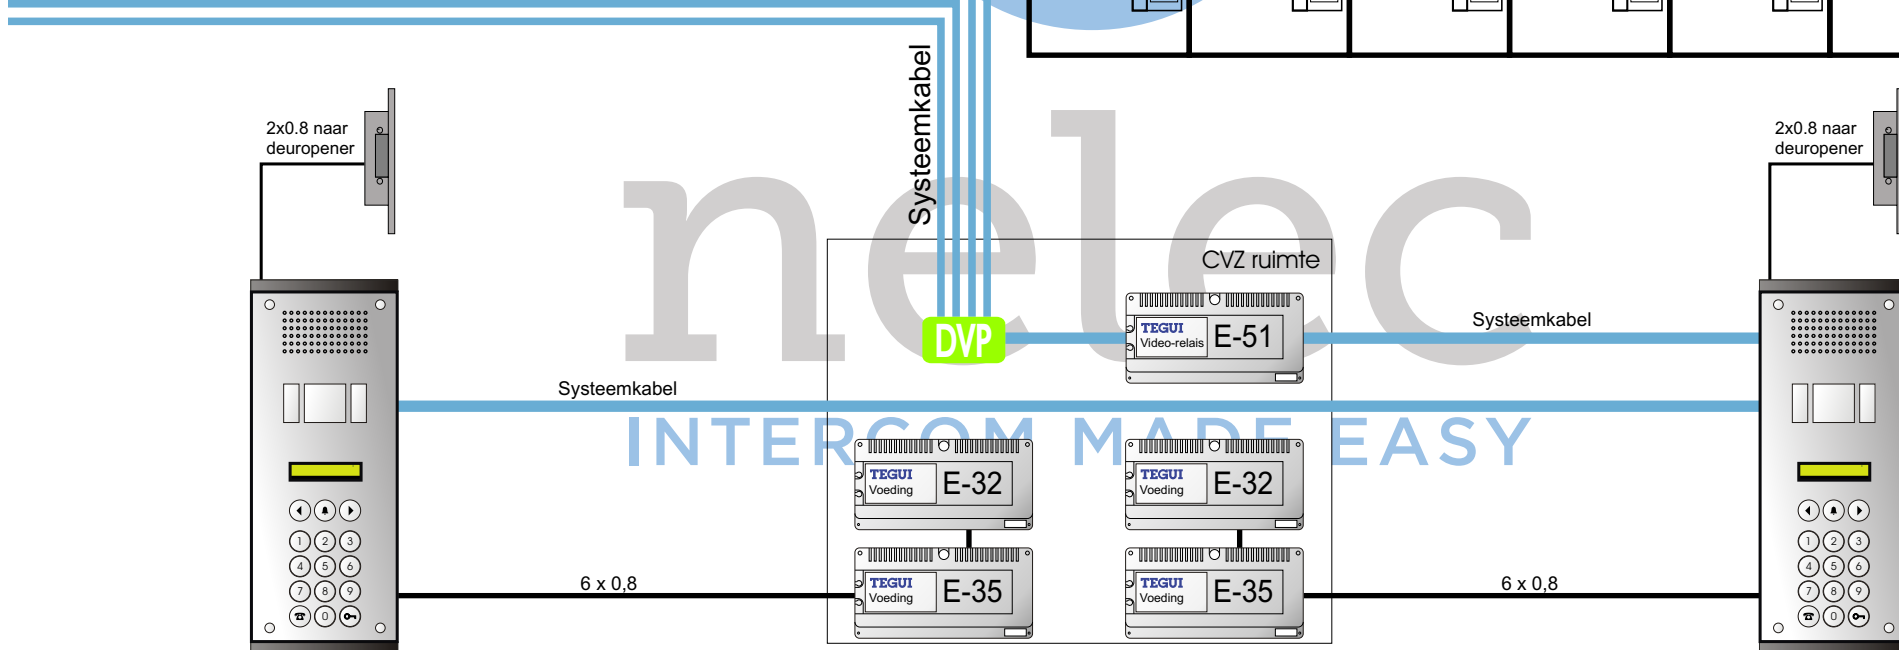 Systeemkabel
2x0.8 naar
deuropener
2x0.8 naar
deuropener
nelec
INTERCOM MADE EASY
CVZ ruimte
DVP
TEGUI
Video-relais
E-51
Systeemkabel
Systeemkabel
TEGUI
Voeding
E-32
TEGUI
Voeding
E-32
TEGUI
Voeding
E-35
TEGUI
Voeding
E-35
6 x 0,8
6 x 0,8
1 2 3
4 5 6
7 8 9
0
1 2 3
4 5 6
7 8 9
0